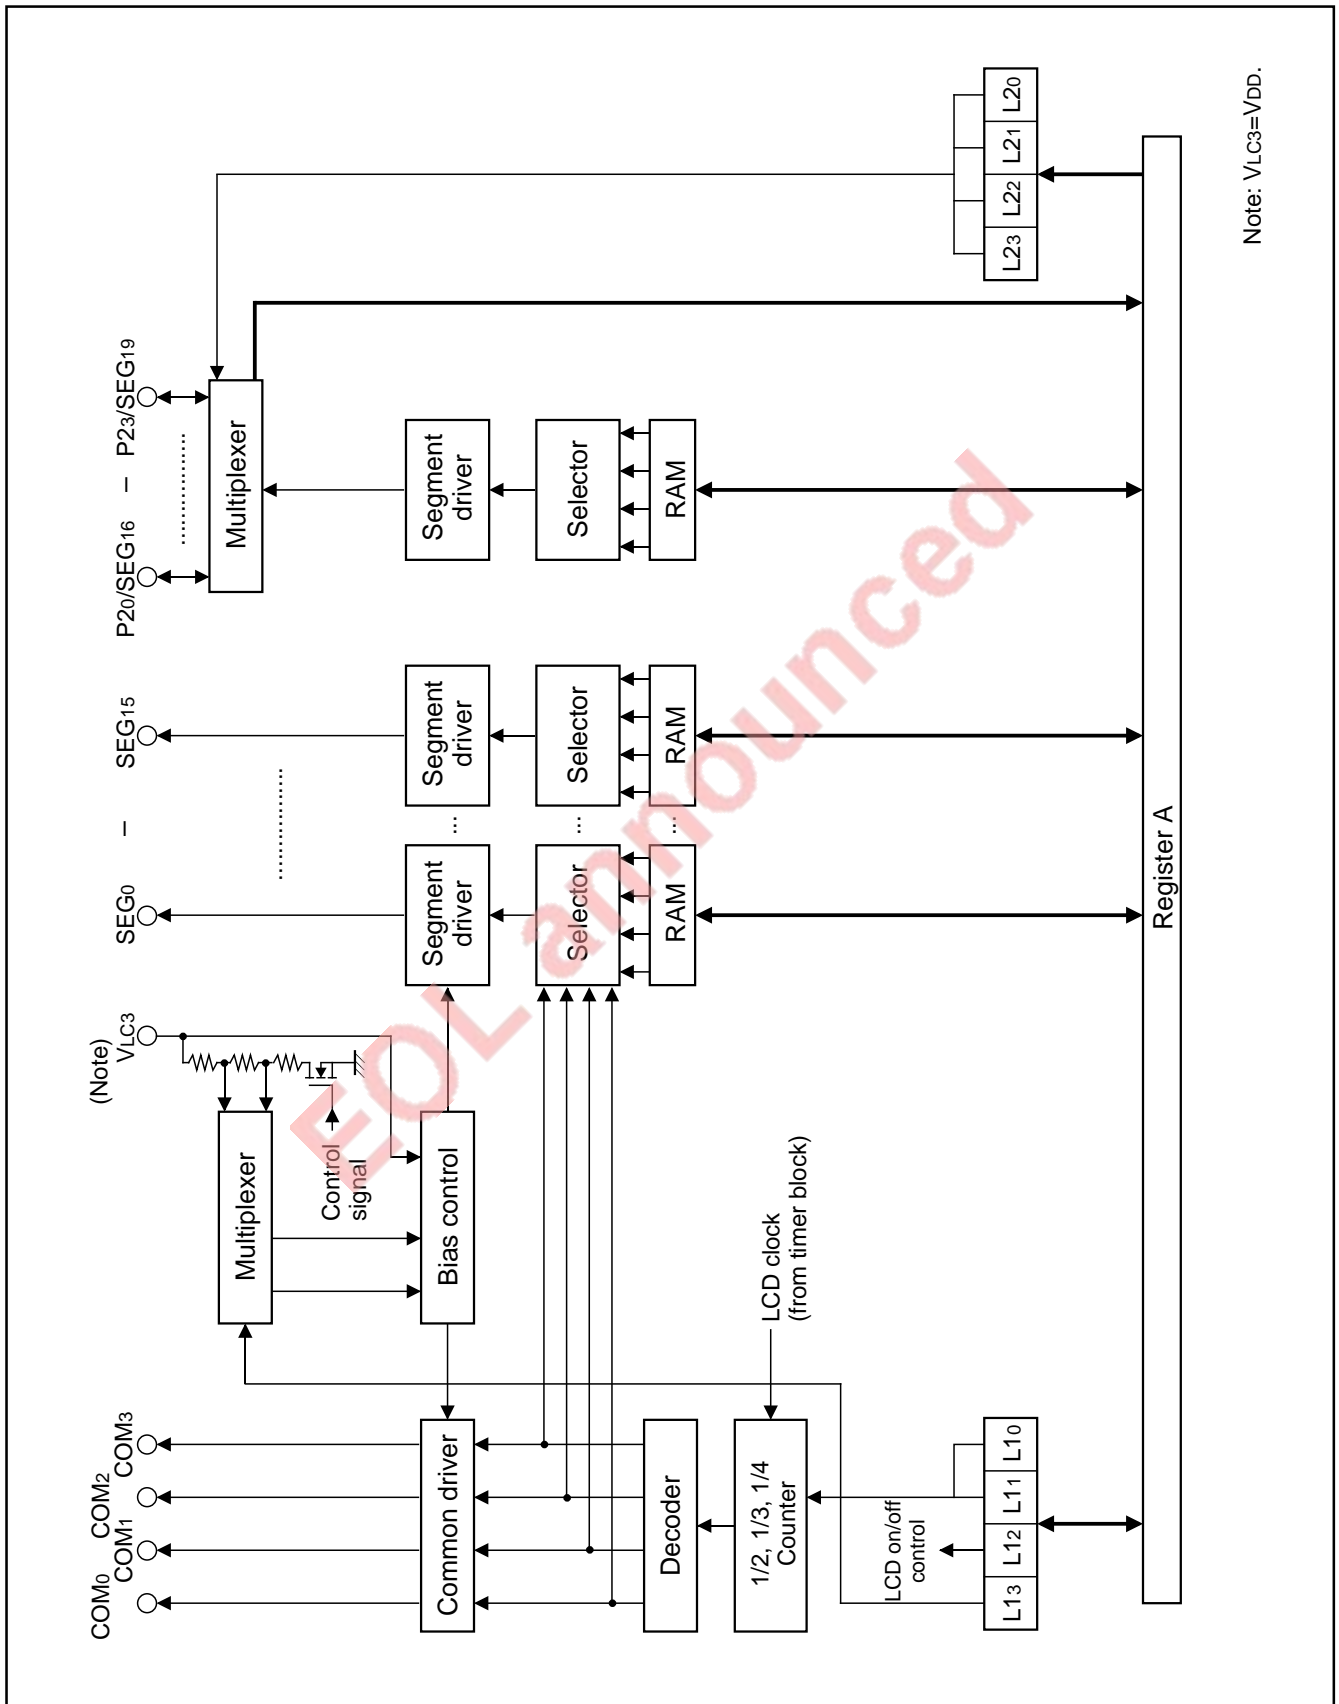 COM0
COM1
COM2
COM3
(Note)
VLC3
SEG0
–
SEG15
P20/SEG16
–
P23/SEG19
Multiplexer
Multiplexer
Control
signal
Common driver
Bias control
Segment
driver
...
Segment
driver
Segment
driver
Selector
...
Selector
Selector
Decoder
RAM
...
RAM
RAM
1/2, 1/3, 1/4
Counter
LCD clock
(from timer block)
LCD on/off
control
L13
L12
L11
L10
L23
L22
L21
L20
Register A
Note: VLC3=VDD.
EOL announced